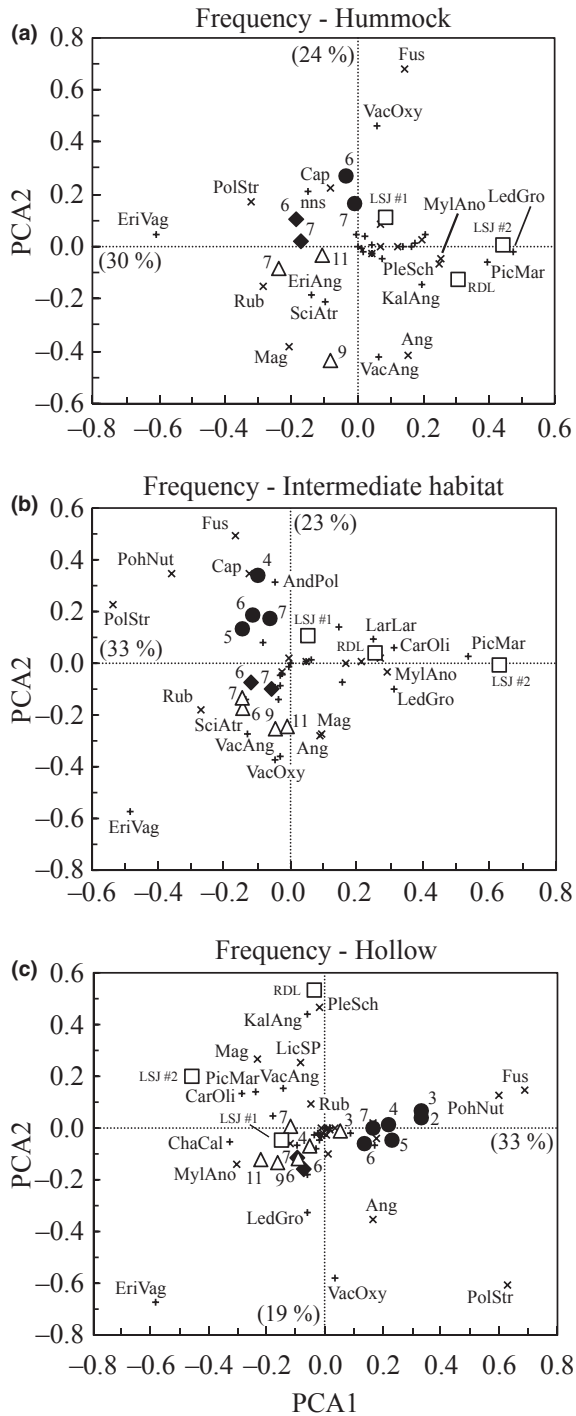 (a) Frequency - Hummock
0.8
(24 %)
Fus
0.6
VacOxy
0.4
6
Cap
PolStr
nns
LSJ #1
MylAno
LedGro
0.2
6
EriVag
7
LSJ #2
PCA2
0.0
7
(30 %)
7
11
PleSch
RDL
PicMar
EriAng
KalAng
Rub
SciAtr
–0.2
Mag
9
Ang
–0.4
VacAng
–0.6
–0.8 –0.6 –0.4 –0.2 0.0 0.2 0.4 0.6
(b) Frequency - Intermediate habitat
0.6
Fus
(23 %)
PohNut
4
0.4
Cap
AndPol
PolStr
6
7
LSJ #1
LarLar
0.2
5
RDL
CarOli
PicMar
PCA2
0.0
(33 %)
7
7
MylAno
LSJ #2
Rub
6
9
11
LedGro
–0.2
SciAtr
Mag
VacAng
Ang
VacOxy
–0.4
EriVag
–0.6
–0.8
–0.6 –0.4 –0.2 0.0 0.2 0.4 0.6 0.8
(c) Frequency - Hollow
0.6
RDL
PleSch
KalAng
0.4
Mag
LicSP
LSJ #2
PicMar
VacAng
0.2
CarOli
Rub
3
Fus
LSJ #1
7
3
7
4
2
PohNut
PCA2
0.0
4
(33 %)
ChaCal
7
6
5
MylAno
11
9
6
6
–0.2
LedGro
Ang
–0.4
EriVag
VacOxy
PolStr
–0.6
(19 %)
–0.8
–0.8 –0.6 –0.4 –0.2 0.0 0.2 0.4 0.6 0.8
PCA1